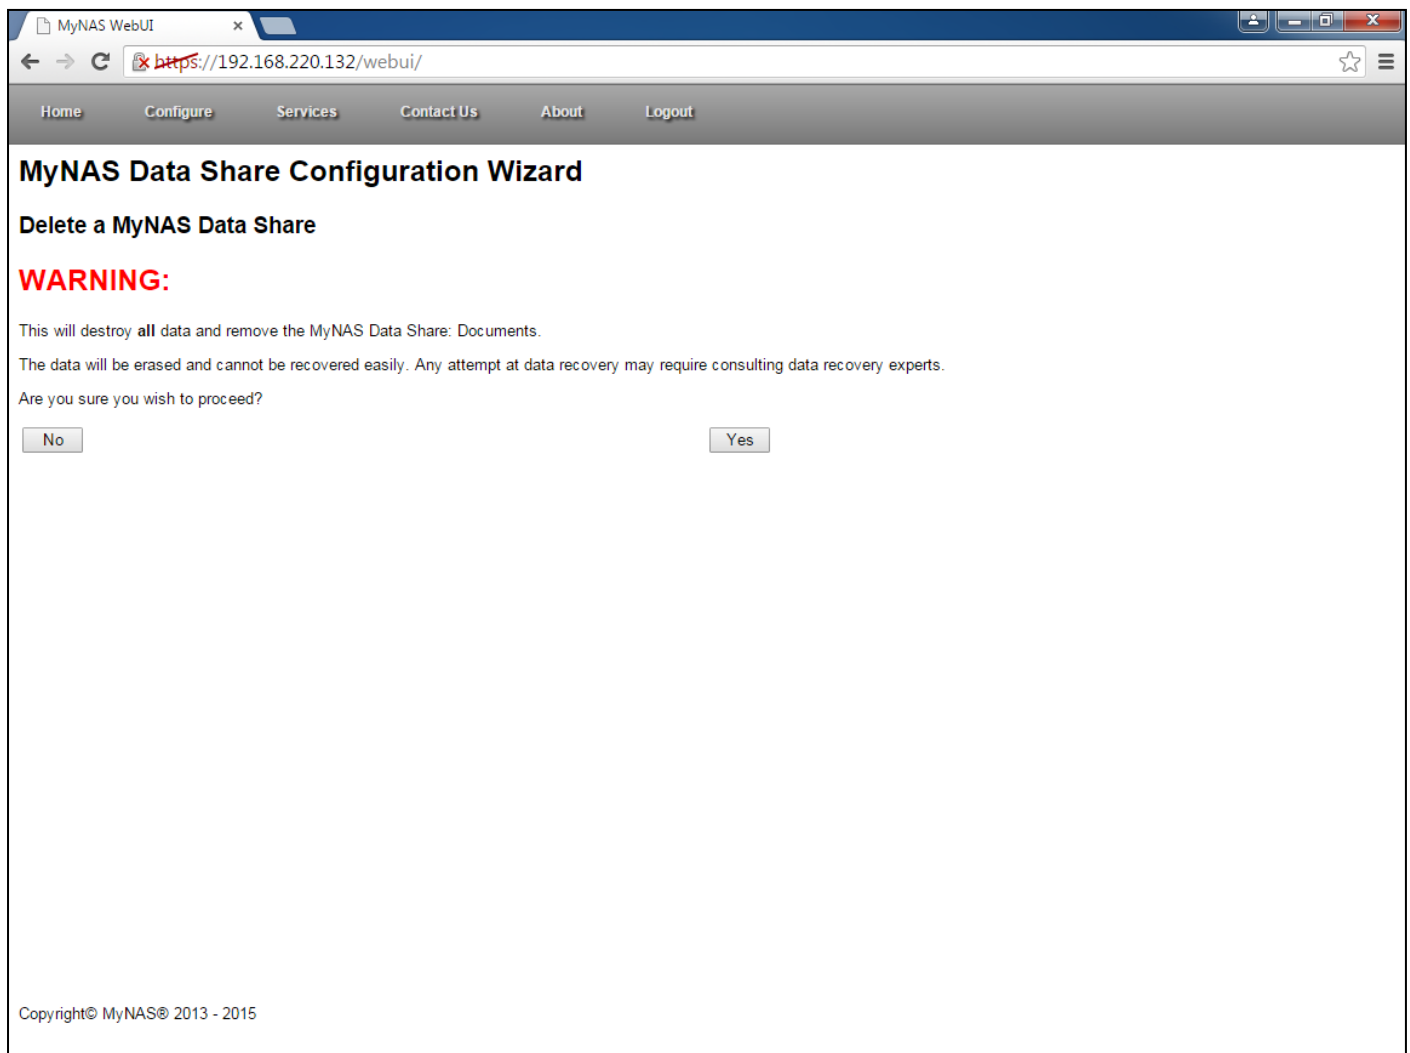 MyNAS WebUI
https://192.168.220.132/webui/
Home Configure Services Contact Us About Logout
MyNAS Data Share Configuration Wizard
Delete a MyNAS Data Share
WARNING:
This will destroy all data and remove the MyNAS Data Share: Documents.
The data will be erased and cannot be recovered easily. Any attempt at data recovery may require consulting data recovery experts.
Are you sure you wish to proceed?
No Yes
Copyright© MyNAS® 2013 - 2015